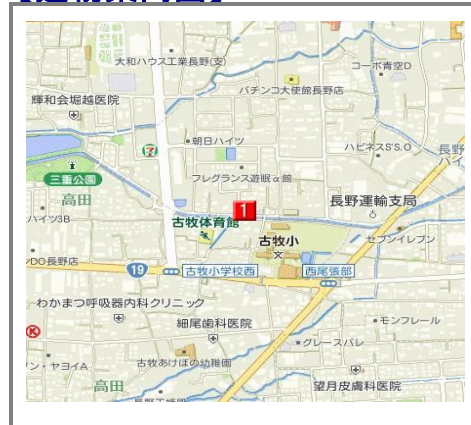 大和ハウス工業長野(支)
コーポ青空D
パチンコ大使館長野店
輝和会堀越医院
朝日ハイツ
ハピネスS'S.O
長野
7
フレグランス遊眠α館
三重公園
高田
ハイツ3B
1
長野運輸支局
古牧体育館
古牧小
セブンイレブン
DO長野店
19
古牧小学校西
西尾張部
わかまつ呼吸器内科クリニック
細尾歯科医院
モンフレール
K
グレースパレ
ン・ヤヨイA
古牧あけぼの幼稚園
高田
望月皮膚科医院